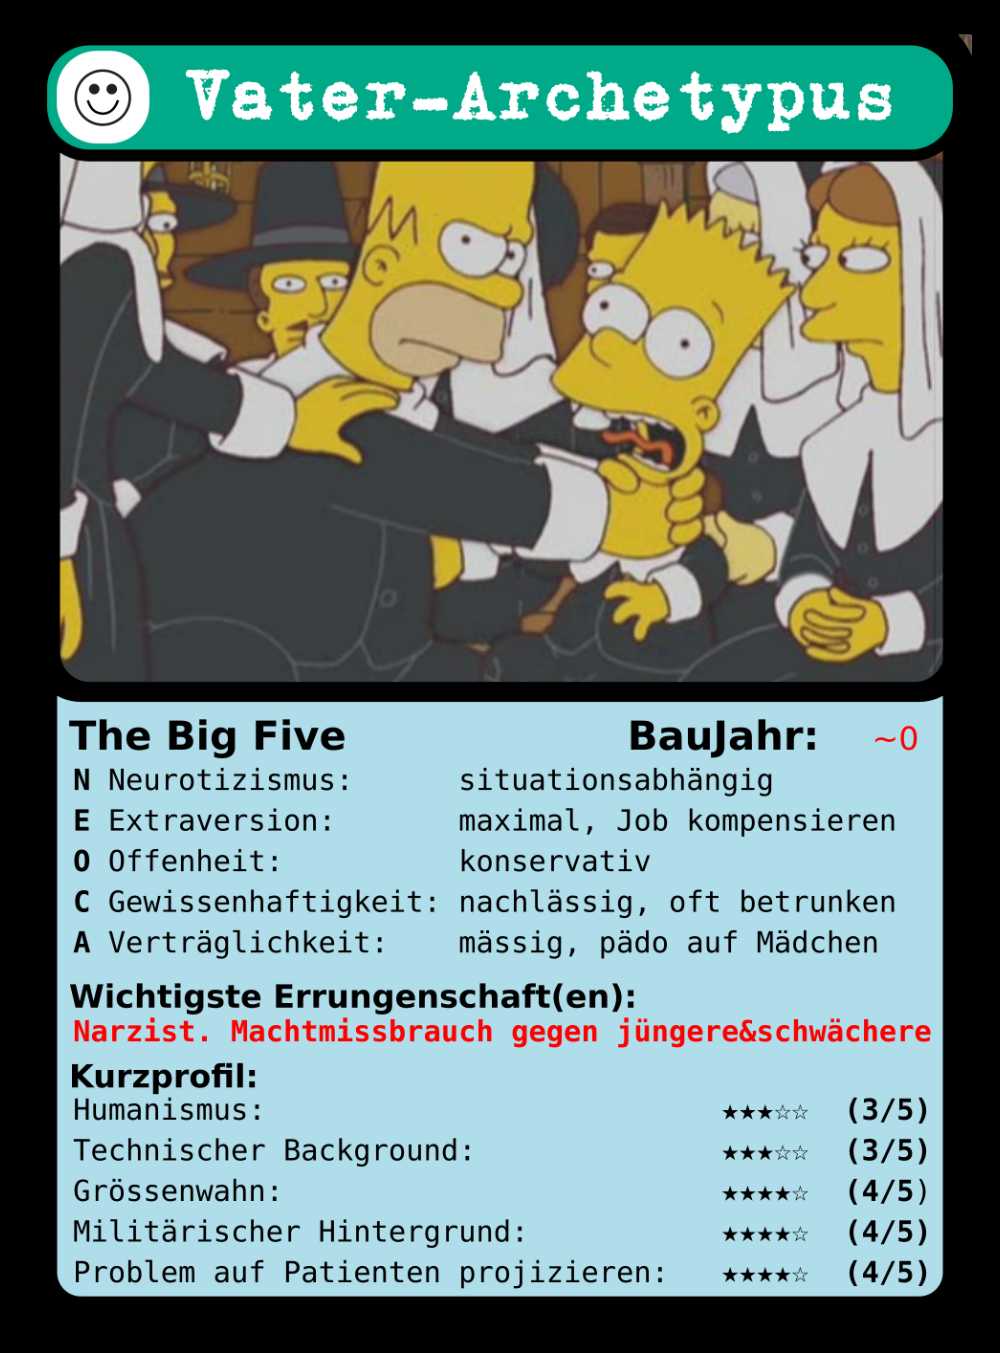 Vater-Archetypus
The Big Five BauJahr: ~0
N Neurotizismus: situationsabhängig
E Extraversion: maximal, Job kompensieren
O Offenheit: konservativ
C Gewissenhaftigkeit: nachlässig, oft betrunken
A Verträglichkeit: mässig, pädo auf Mädchen
Wichtigste Errungenschaft(en):
Narzist. Machtmissbrauch gegen jüngere&schwächere
Kurzprofil:
Humanismus: ★★★☆☆ (3/5)
Technischer Background: ★★★☆☆ (3/5)
Grössenwahn: ★★★★☆ (4/5)
Militärischer Hintergrund: ★★★★☆ (4/5)
Problem auf Patienten projizieren: ★★★★☆ (4/5)